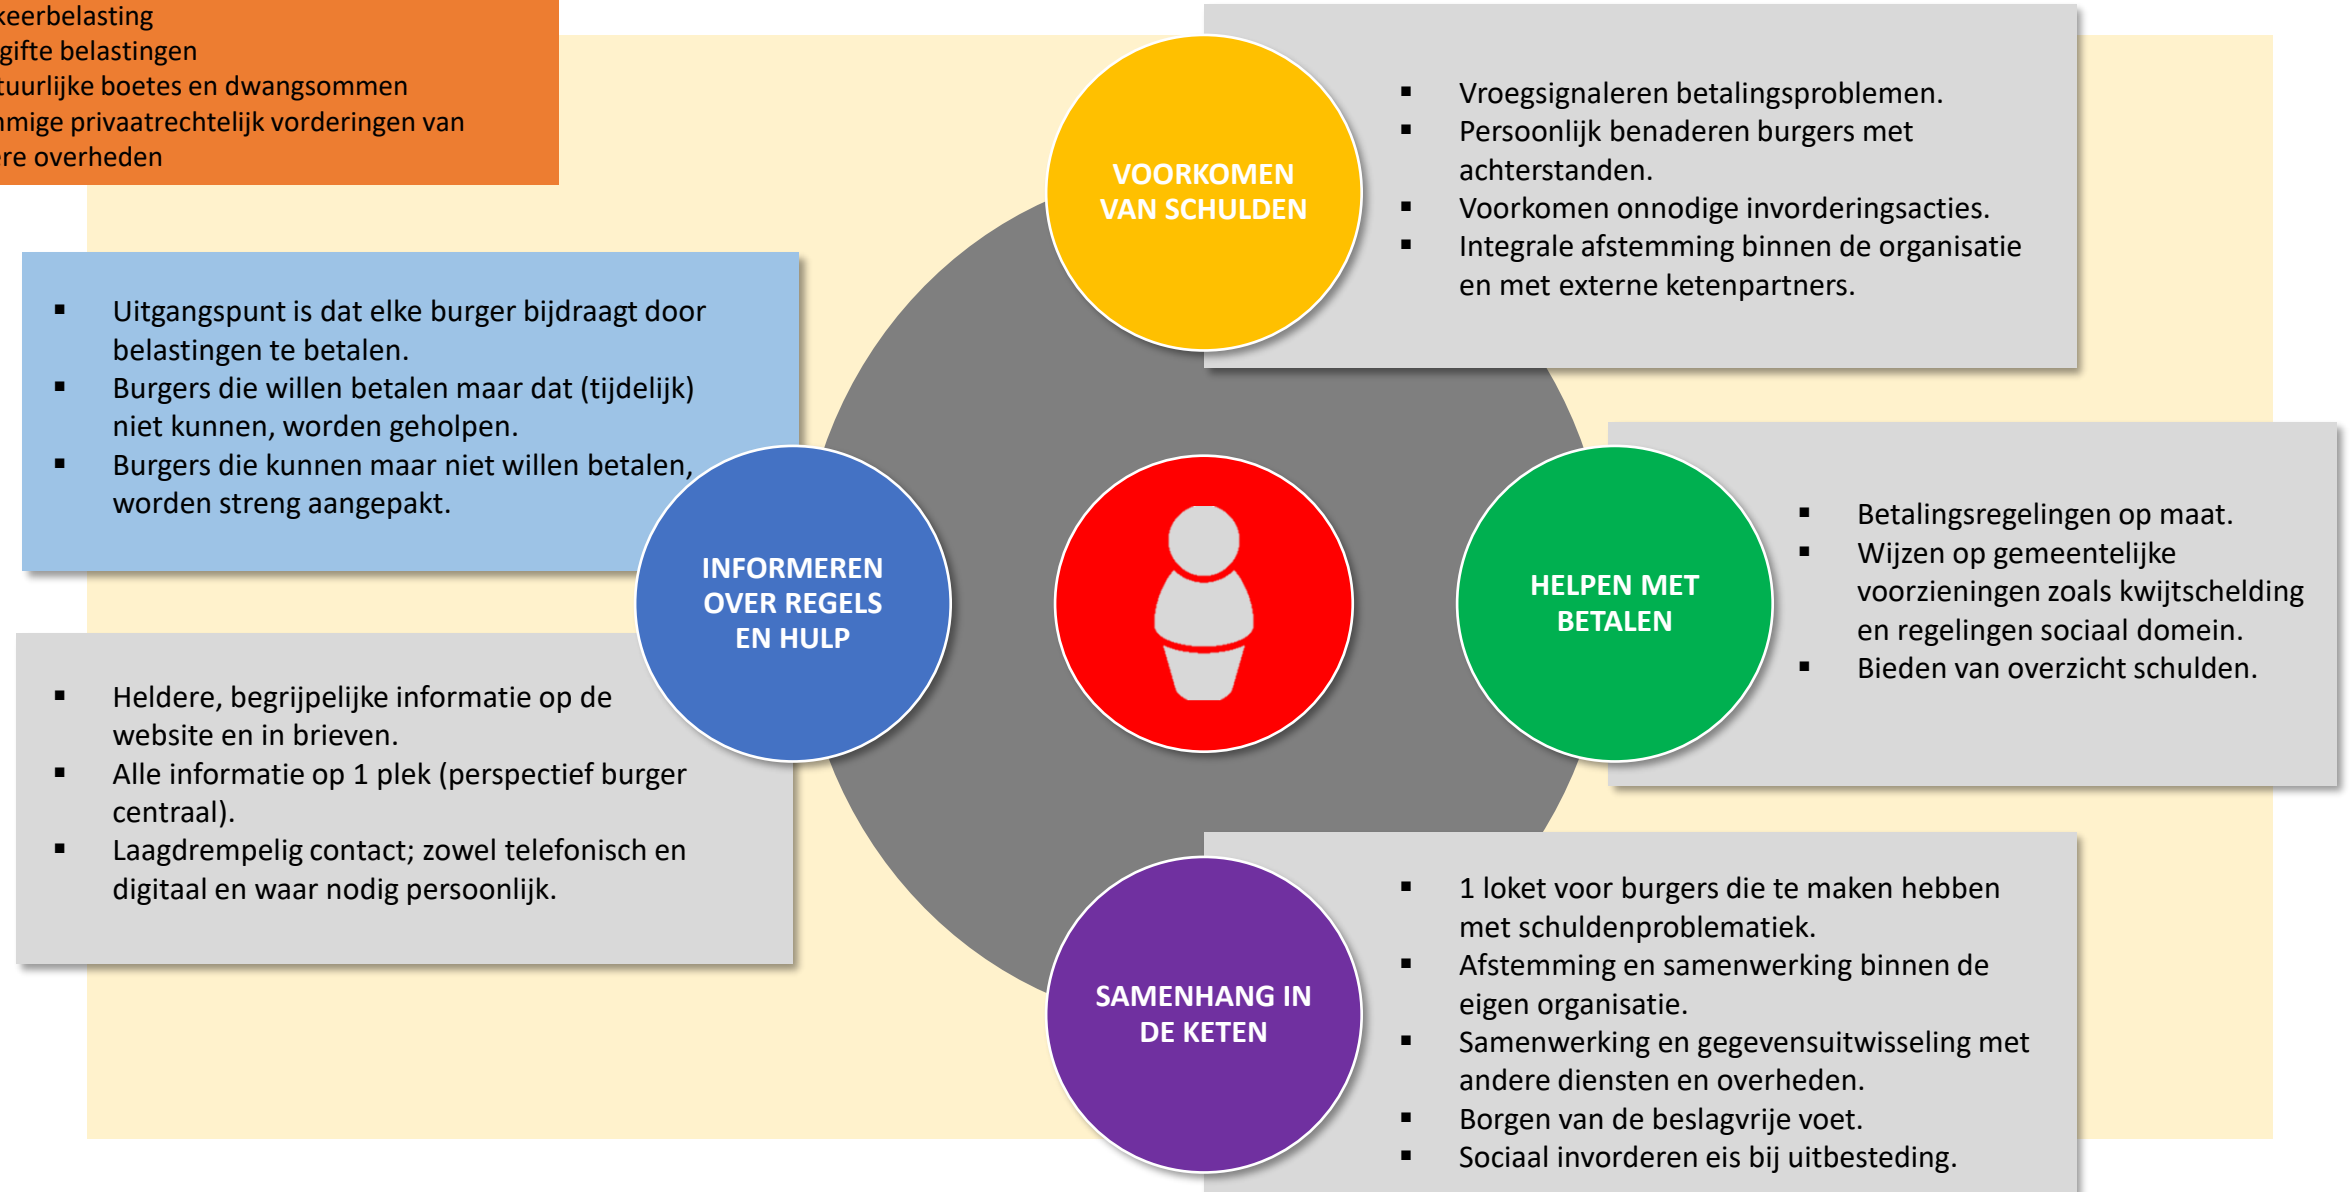 keerbelasting
gifte belastingen
tuurlijke boetes en dwangsommen
mmige privaatrechtelijk vorderingen van
ere overheden
VOORKOMEN
VAN SCHULDEN
▪ Vroegsignaleren betalingsproblemen.
▪ Persoonlijk benaderen burgers met
achterstanden.
▪ Voorkomen onnodige invorderingsacties.
▪ Integrale afstemming binnen de organisatie
en met externe ketenpartners.
▪ Uitgangspunt is dat elke burger bijdraagt door
belastingen te betalen.
▪ Burgers die willen betalen maar dat (tijdelijk)
niet kunnen, worden geholpen.
▪ Burgers die kunnen maar niet willen betalen,
worden streng aangepakt.
INFORMEREN
OVER REGELS
EN HULP
▪ Heldere, begrijpelijke informatie op de
website en in brieven.
▪ Alle informatie op 1 plek (perspectief burger
centraal).
▪ Laagdrempelig contact; zowel telefonisch en
digitaal en waar nodig persoonlijk.
HELPEN MET
BETALEN
▪ Betalingsregelingen op maat.
▪ Wijzen op gemeentelijke
voorzieningen zoals kwijtschelding
en regelingen sociaal domein.
▪ Bieden van overzicht schulden.
SAMENHANG IN
DE KETEN
▪ 1 loket voor burgers die te maken hebben
met schuldenproblematiek.
▪ Afstemming en samenwerking binnen de
eigen organisatie.
▪ Samenwerking en gegevensuitwisseling met
andere diensten en overheden.
▪ Borgen van de beslagvrije voet.
▪ Sociaal invorderen eis bij uitbesteding.